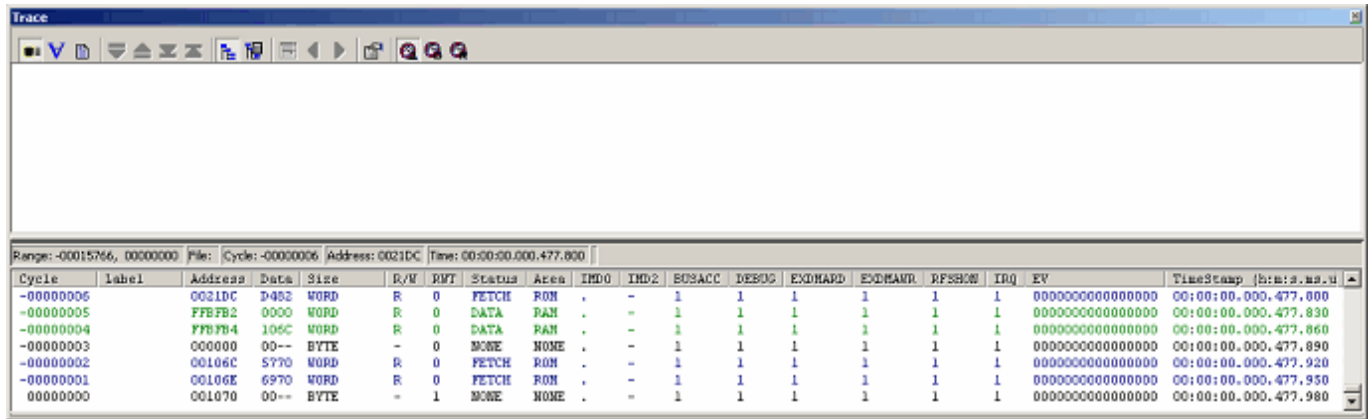 Trace
Range: -00015766, 00000000 File: Cycle: -00000006 Address: 0021DC Time: 00:00:00.000.477.800
Cycle Label Address Data Size R/W RWT Status Area IMD0 IMD2 BUSACC DEBUG EXDMARD EXDMAWR RFSHON IRQ EV TimeStamp (h:m:s.ms.u
-00000006 0021DC D482 WORD R 0 FETCH ROM . - 1 1 1 1 1 1 0000000000000000 00:00:00.000.477.800
-00000005 FFBFB2 0000 WORD R 0 DATA RAM . - 1 1 1 1 1 1 0000000000000000 00:00:00.000.477.830
-00000004 FFBFB4 106C WORD R 0 DATA RAM . - 1 1 1 1 1 1 0000000000000000 00:00:00.000.477.860
-00000003 000000 00-- BYTE - 0 NONE NONE . - 1 1 1 1 1 1 0000000000000000 00:00:00.000.477.890
-00000002 00106C 5770 WORD R 0 FETCH ROM . - 1 1 1 1 1 1 0000000000000000 00:00:00.000.477.920
-00000001 00106E 6970 WORD R 0 FETCH ROM . - 1 1 1 1 1 1 0000000000000000 00:00:00.000.477.950
00000000 001070 00-- BYTE - 1 NONE NONE . - 1 1 1 1 1 1 0000000000000000 00:00:00.000.477.980